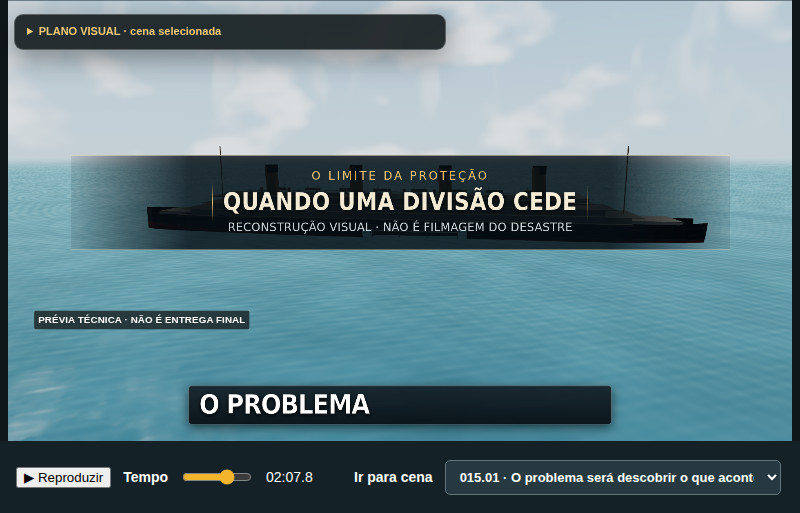 ▶ PLANO VISUAL · cena selecionada
O LIMITE DA PROTEÇÃO
QUANDO UMA DIVISÃO CEDE
RECONSTRUÇÃO VISUAL · NÃO É FILMAGEM DO DESASTRE
PRÉVIA TÉCNICA · NÃO É ENTREGA FINAL
O PROBLEMA
▶ Reproduzir Tempo 02:07.8 Ir para cena 015.01 · O problema será descobrir o que acont